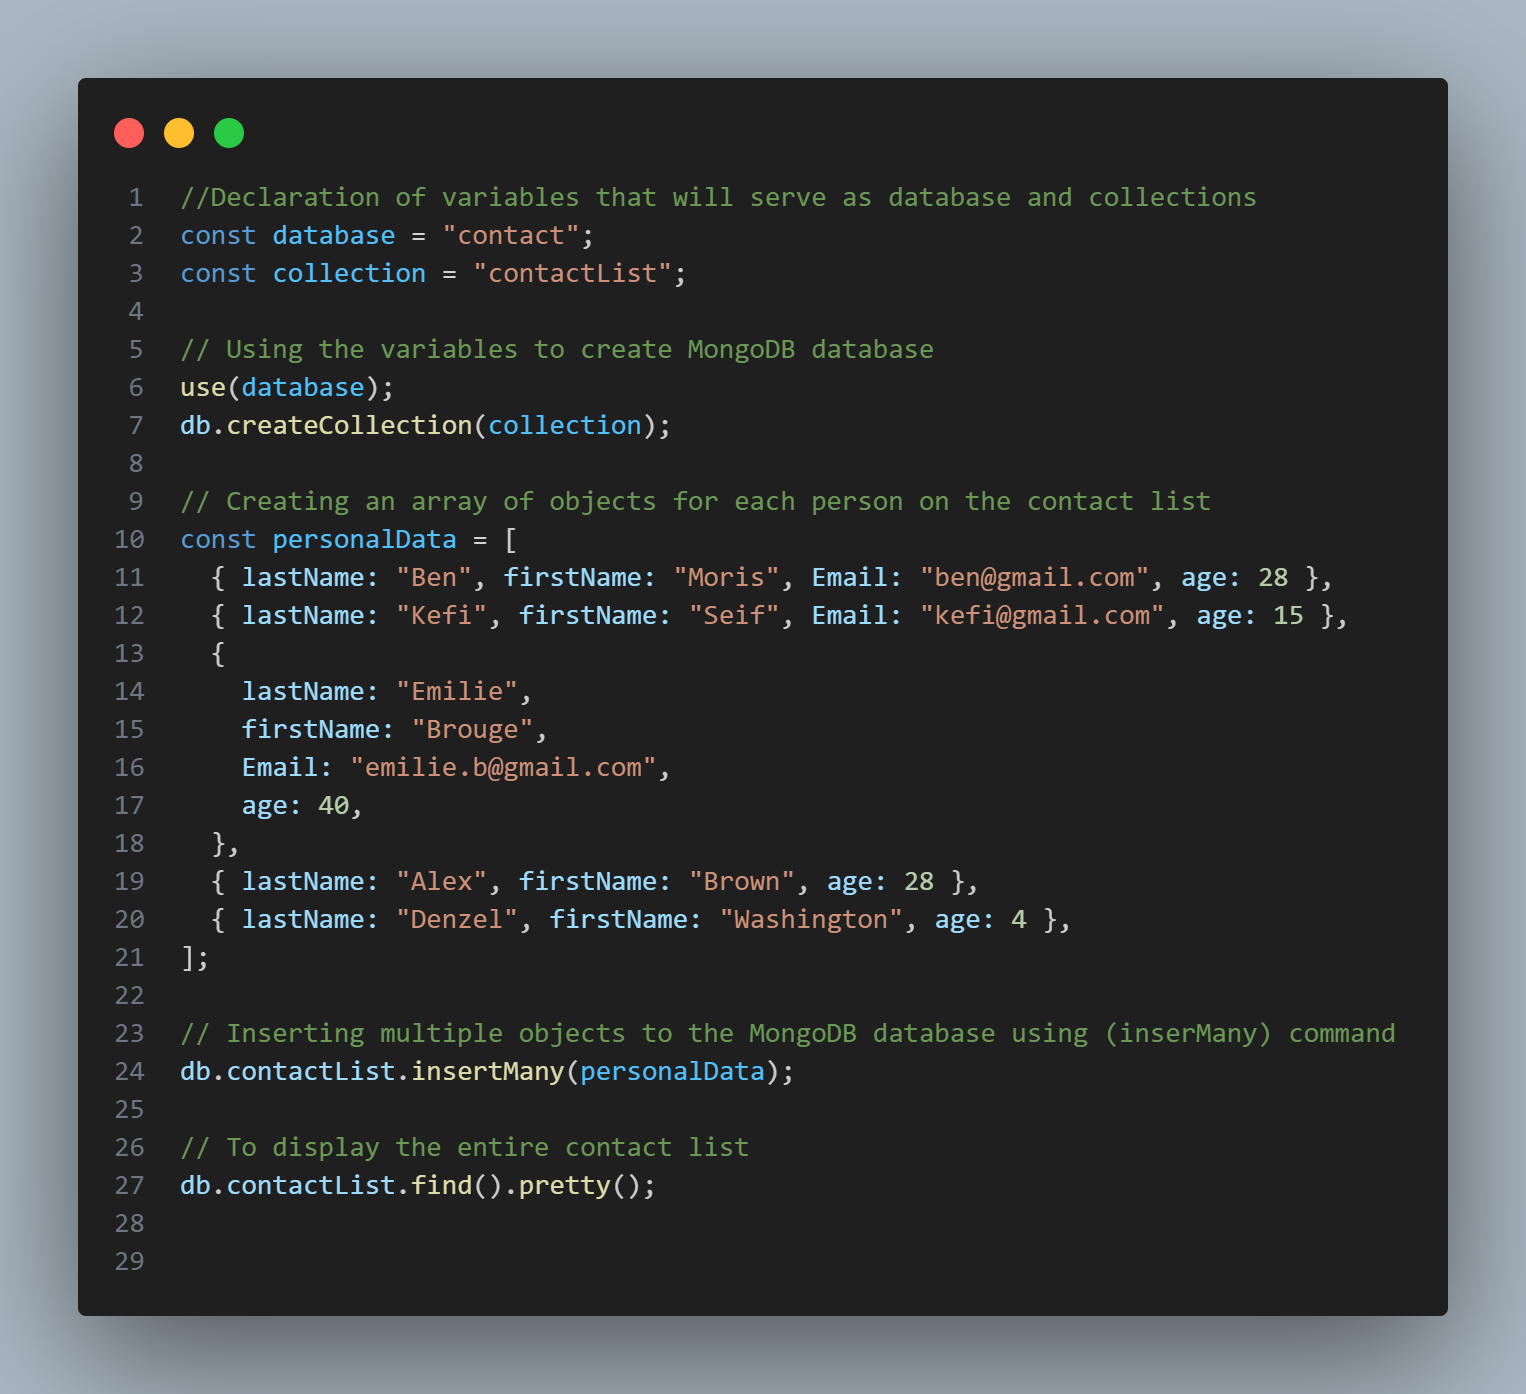 1 //Declaration of variables that will serve as database and collections
2 const database = "contact";
3 const collection = "contactList";
4
5 // Using the variables to create MongoDB database
6 use(database);
7 db.createCollection(collection);
8
9 // Creating an array of objects for each person on the contact list
10 const personalData = [
11   { lastName: "Ben", firstName: "Moris", Email: "ben@gmail.com", age: 28 },
12   { lastName: "Kefi", firstName: "Seif", Email: "kefi@gmail.com", age: 15 },
13   {
14     lastName: "Emilie",
15     firstName: "Brouge",
16     Email: "emilie.b@gmail.com",
17     age: 40,
18   },
19   { lastName: "Alex", firstName: "Brown", age: 28 },
20   { lastName: "Denzel", firstName: "Washington", age: 4 },
21 ];
22
23 // Inserting multiple objects to the MongoDB database using (inserMany) command
24 db.contactList.insertMany(personalData);
25
26 // To display the entire contact list
27 db.contactList.find().pretty();
28
29